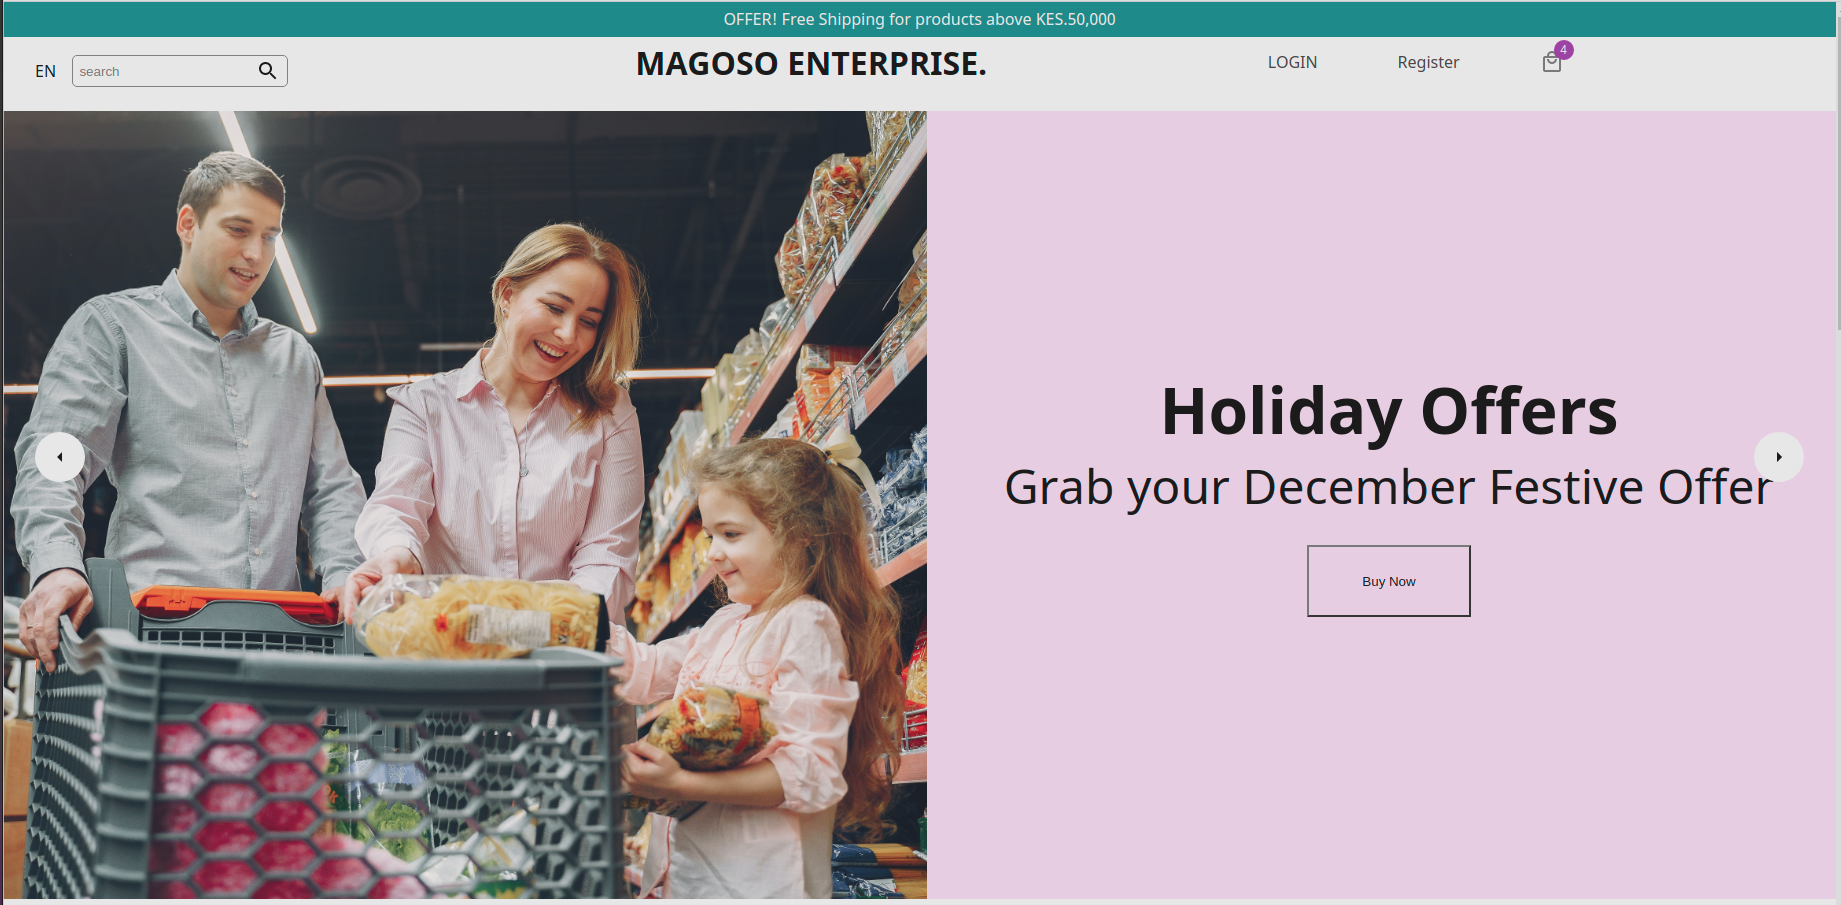 OFFER! Free Shipping for products above KES.50,000
EN
search
MAGOSO ENTERPRISE.
LOGIN
Register
4
Holiday Offers
Grab your December Festive Offer
Buy Now